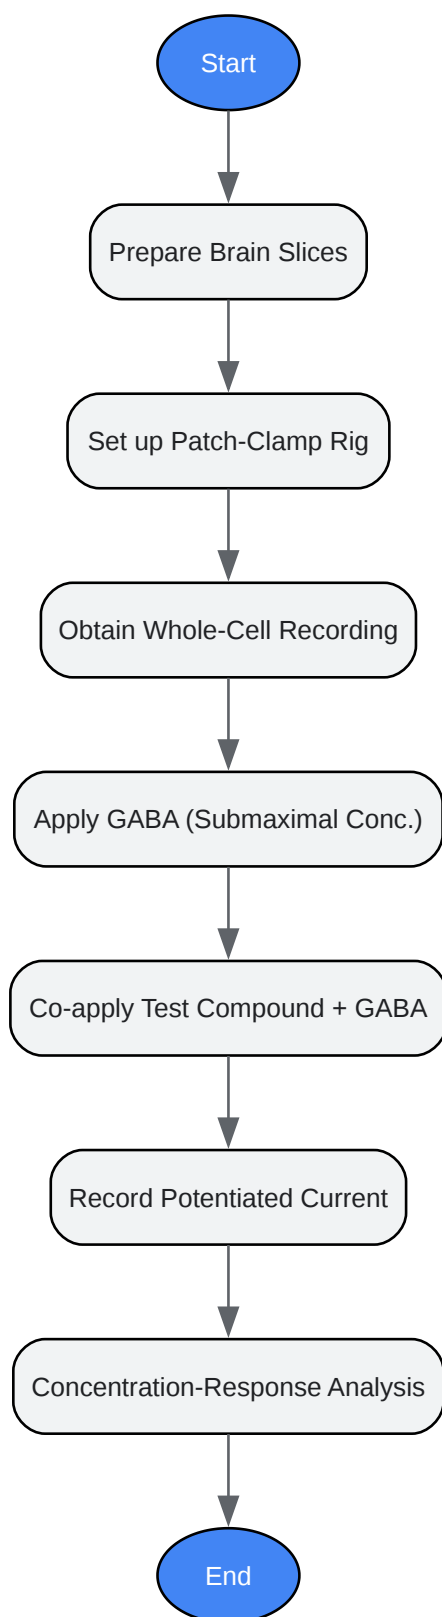 Start
Prepare Brain Slices
Set up Patch-Clamp Rig
Obtain Whole-Cell Recording
Apply GABA (Submaximal Conc.)
Co-apply Test Compound + GABA
Record Potentiated Current
Concentration-Response Analysis
End